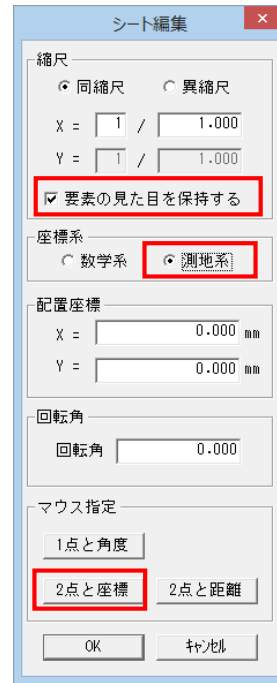 シート編集
×
縮尺
同縮尺 異縮尺
X = 1 / 1.000
Y = 1 / 1.000
要素の見た目を保持する
座標系
数学系 測地系
配置座標
X = 0.000 mm
Y = 0.000 mm
回転角
回転角 0.000
マウス指定
1点と角度
2点と座標 2点と距離
OK ｷｬﾝｾﾙ